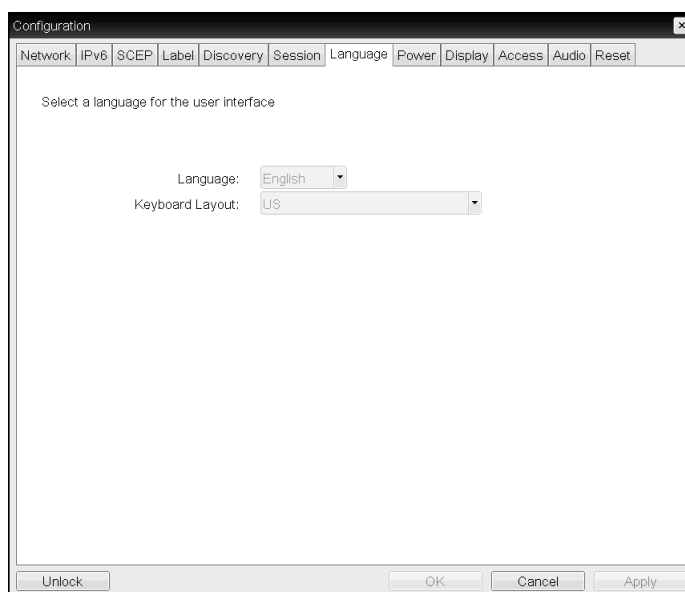 Configuration
Network IPv6 SCEP Label Discovery Session Language Power Display Access Audio Reset
Select a language for the user interface
Language: English
Keyboard Layout: US
Unlock OK Cancel Apply